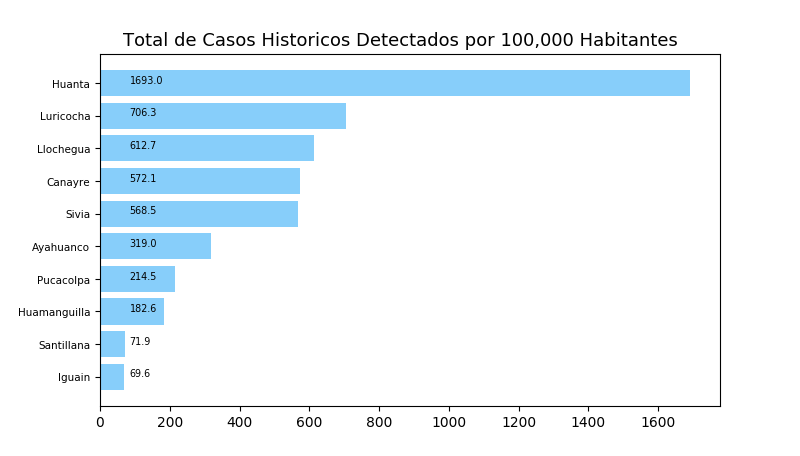 Total de Casos Historicos Detectados por 100,000 Habitantes
Huanta 1693.0
Luricocha 706.3
Llochegua 612.7
Canayre 572.1
Sivia 568.5
Ayahuanco 319.0
Pucacolpa 214.5
Huamanguilla 182.6
Santillana 71.9
Iguain 69.6
0 200 400 600 800 1000 1200 1400 1600